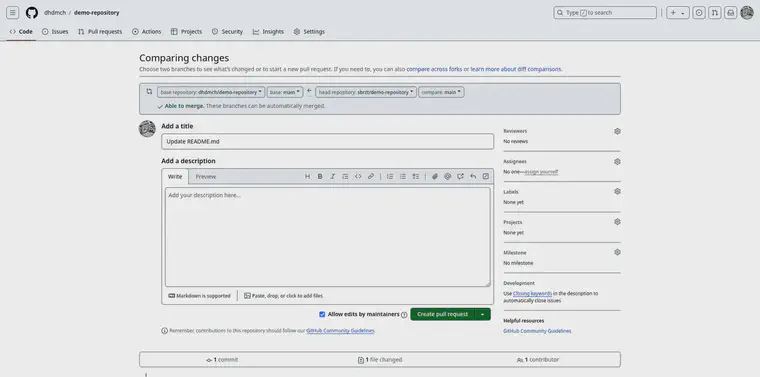 dhdmch / demo-repository
Type / to search
Code Issues Pull requests Actions Projects Security Insights Settings
Comparing changes
Choose two branches to see what's changed or to start a new pull request. If you need to, you can also compare across forks or learn more about diff comparisons.
base repository: dhdmch/demo-repository base: main ← head repository: sbrzt/demo-repository compare: main
Able to merge. These branches can be automatically merged.
Add a title
Update README.md
Add a description
Write Preview
Add your description here...
Markdown is supported Paste, drop, or click to add files
Allow edits by maintainers Create pull request
Remember, contributions to this repository should follow our GitHub Community Guidelines.
Reviewers
No reviews
Assignees
No one—assign yourself
Labels
None yet
Projects
None yet
Milestone
No milestone
Development
Use Closing keywords in the description to
automatically close issues
Helpful resources
GitHub Community Guidelines
1 commit 1 file changed 1 contributor